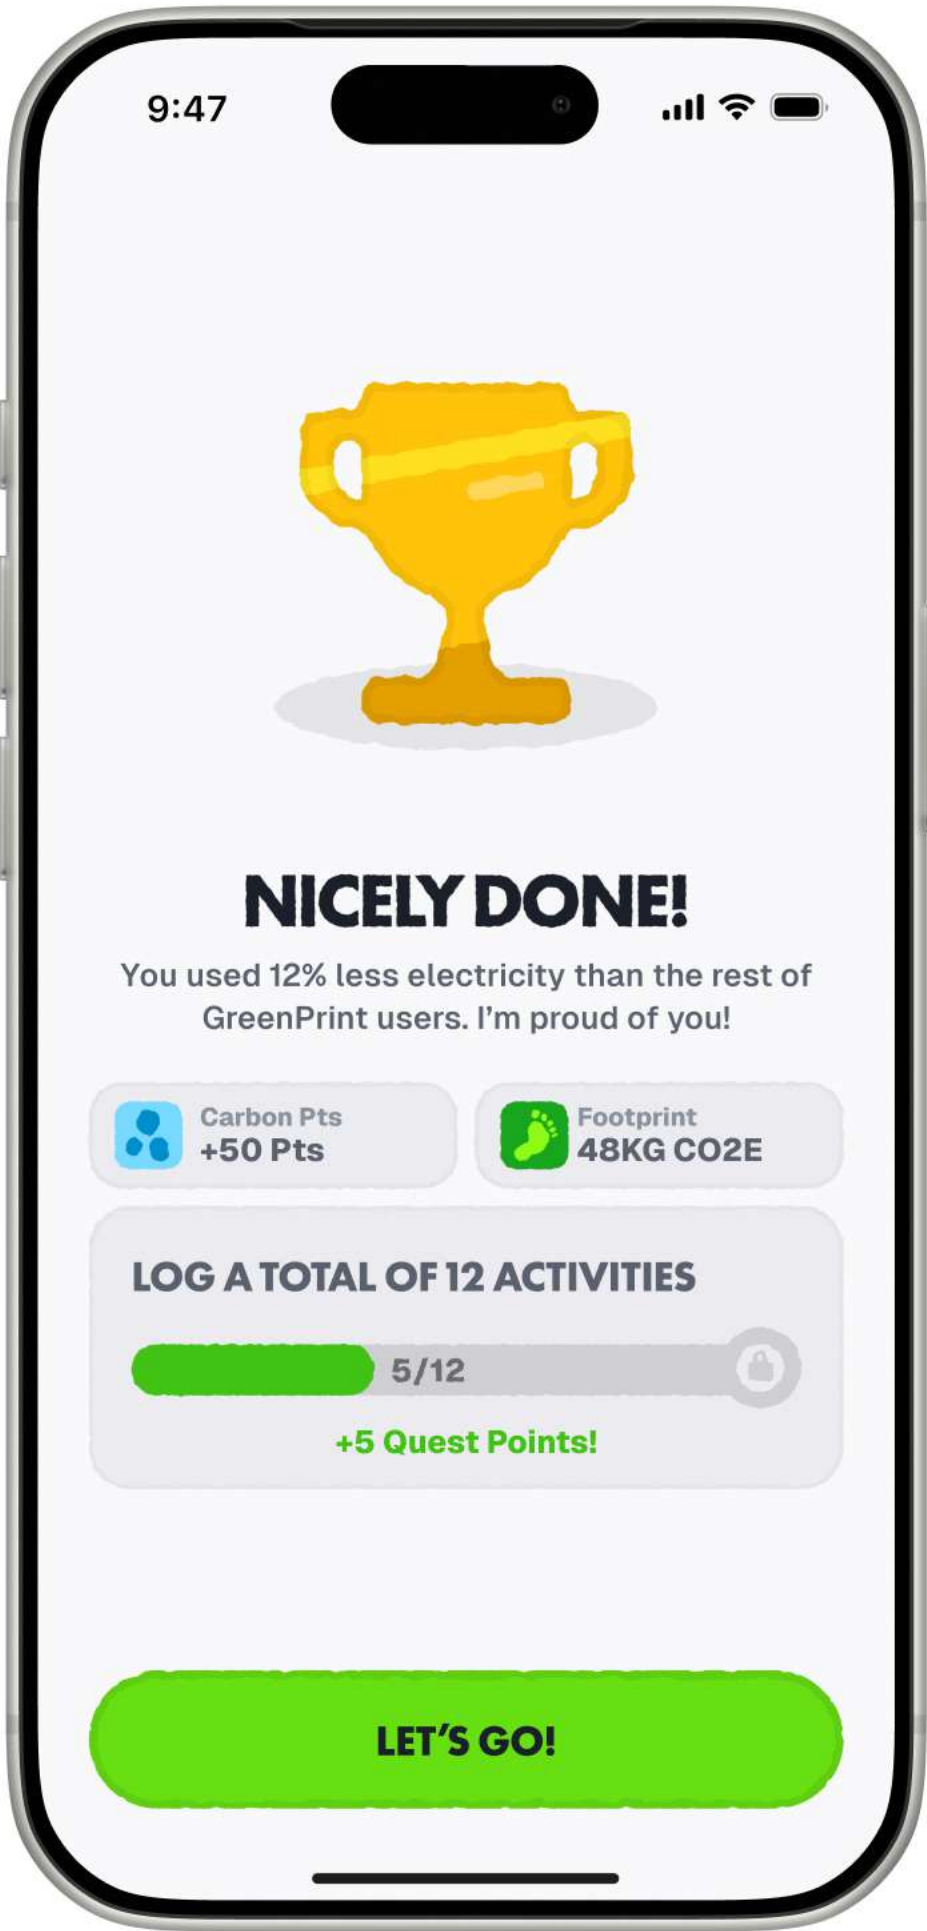 9:47
NICELY DONE!
You used 12% less electricity than the rest of
GreenPrint users. I’m proud of you!
Carbon Pts
+50 Pts
Footprint
48KG CO2E
LOG A TOTAL OF 12 ACTIVITIES
5/12
+5 Quest Points!
LET’S GO!